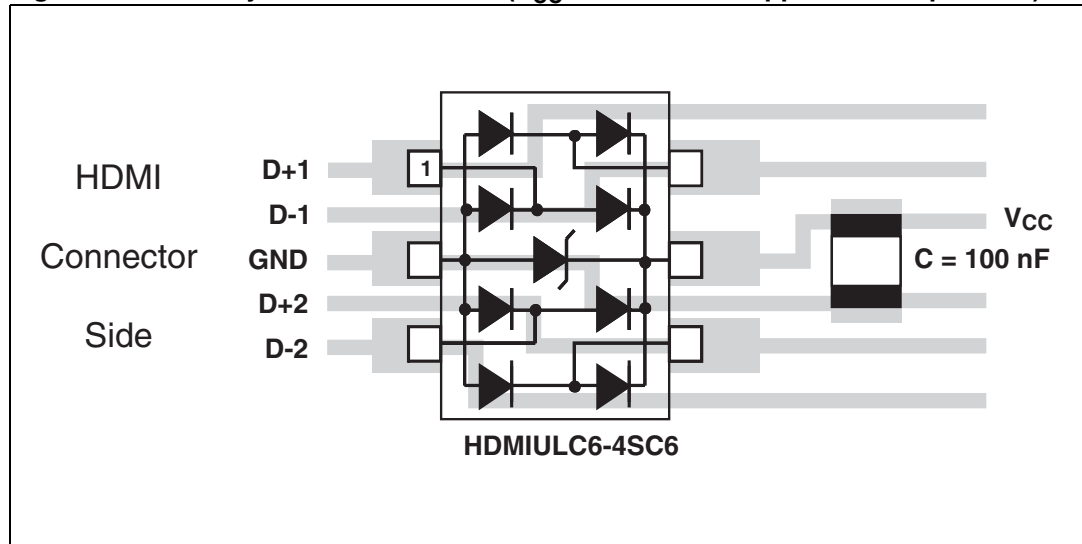 HDMI
Connector
Side
D+1
D-1
GND
D+2
D-2
1
VCC
C = 100 nF
HDMIULC6-4SC6